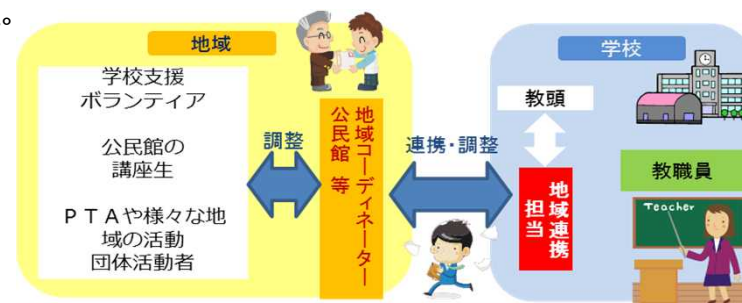 。
地域
学校支援
ボランティア
公民館の
講座生
ＰＴＡや様々な地
域の活動
団体活動者
調整
地域コーディネーター
公民館 等
連携・調整
学校
教頭
地域連携
担当
教職員
Teacher